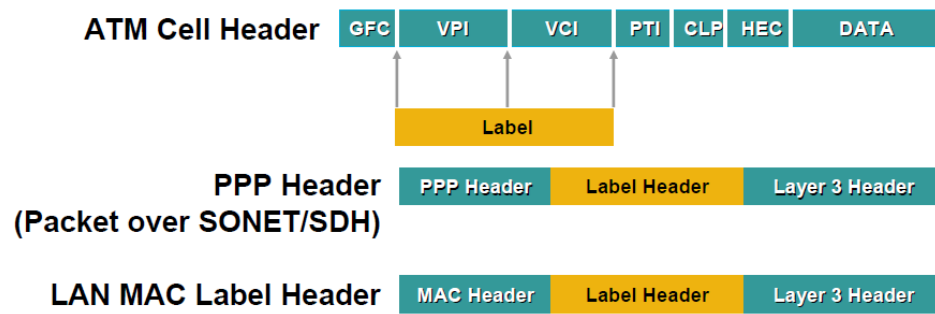 ATM Cell Header GFC VPI VCI PTI CLP HEC DATA
Label
PPP Header
(Packet over SONET/SDH) PPP Header Label Header Layer 3 Header
LAN MAC Label Header MAC Header Label Header Layer 3 Header